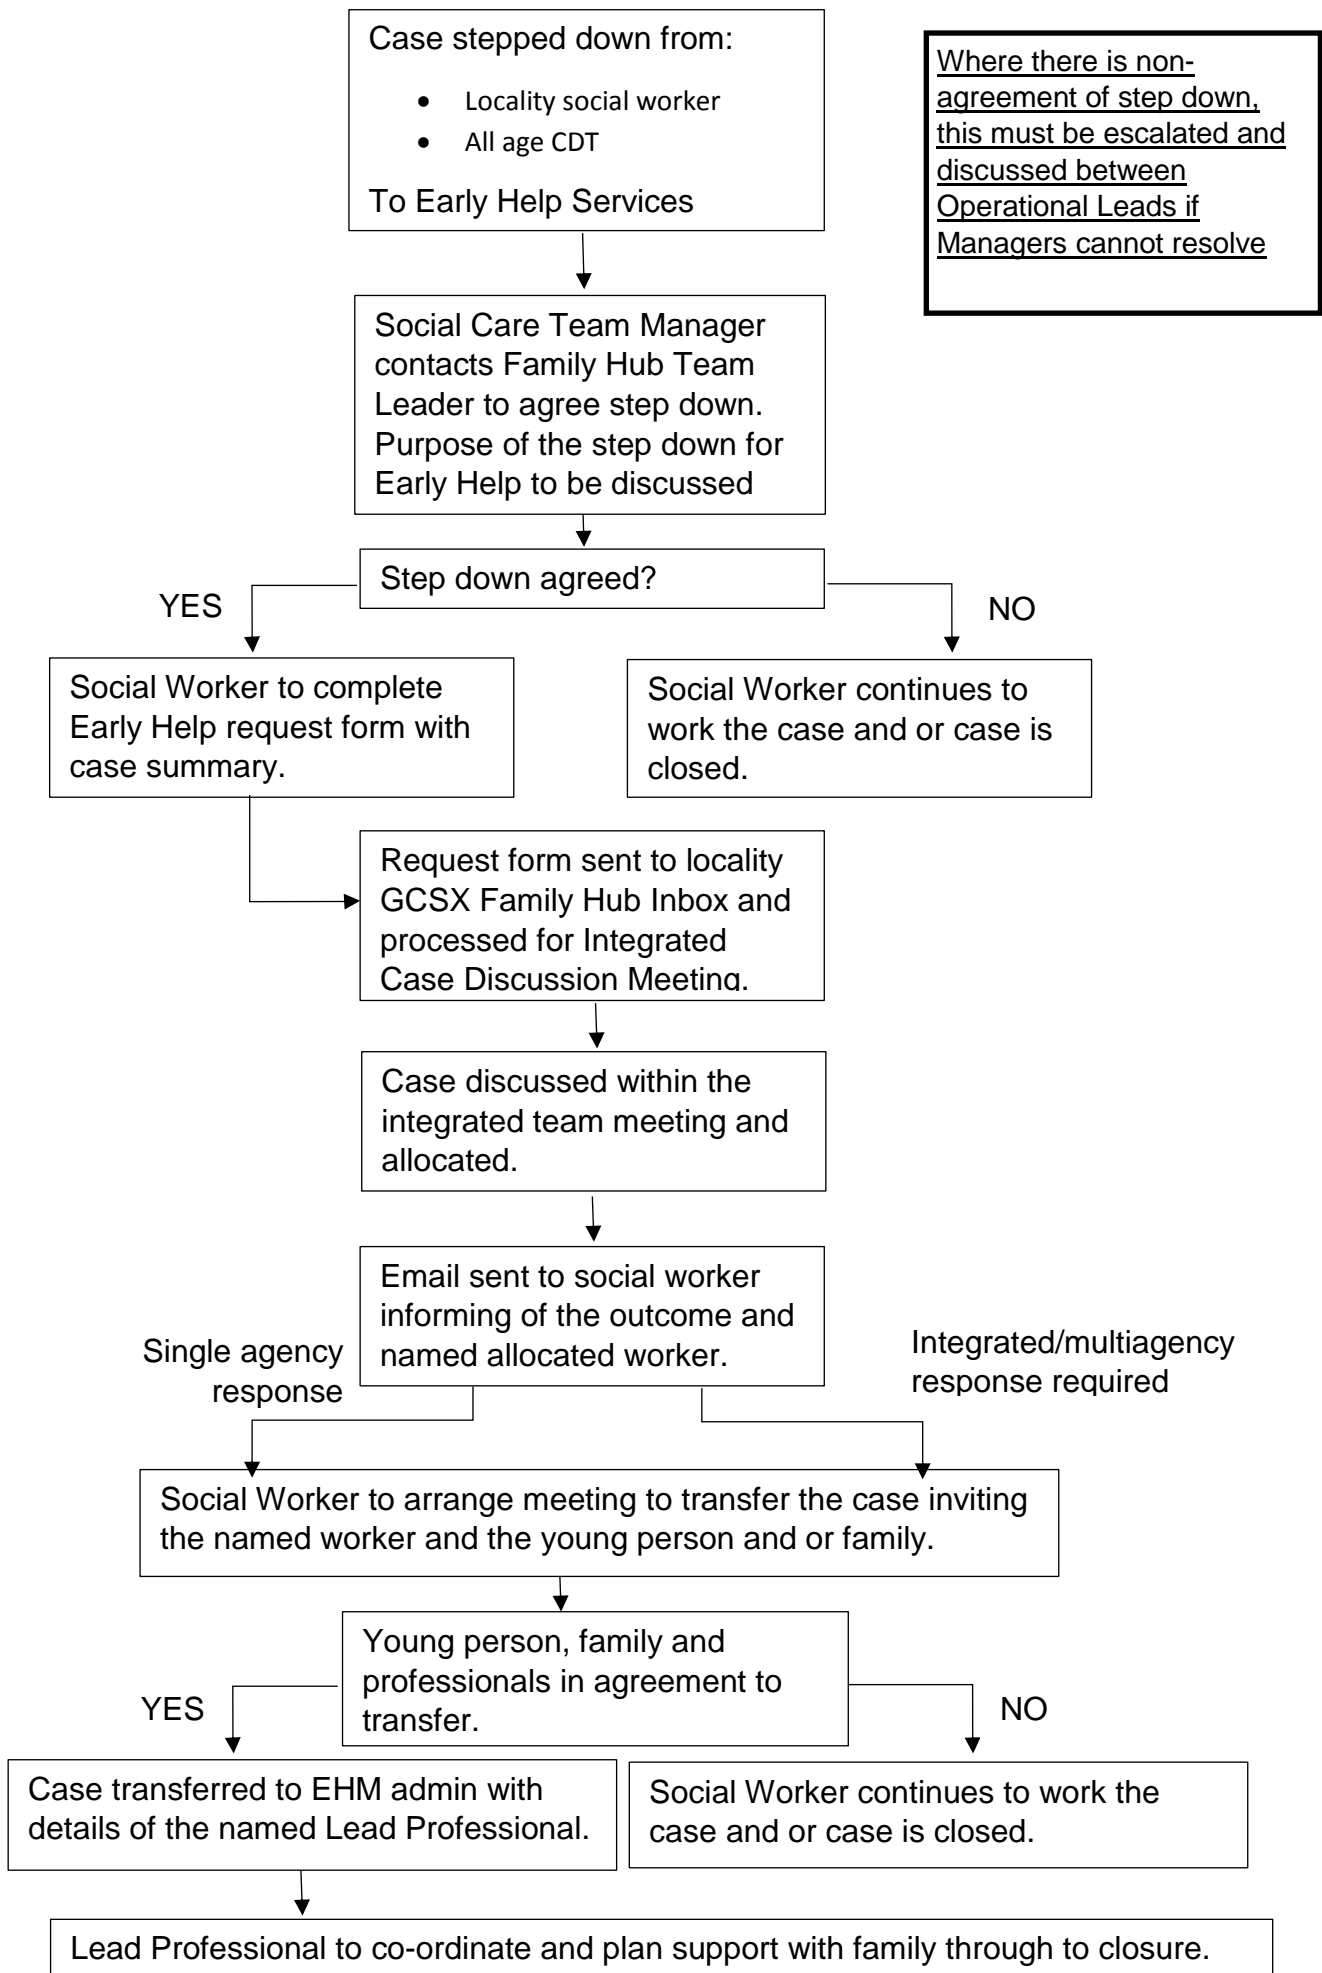 Case stepped down from:
• Locality social worker
• All age CDT
To Early Help Services
Where there is non-
agreement of step down,
this must be escalated and
discussed between
Operational Leads if
Managers cannot resolve
Social Care Team Manager
contacts Family Hub Team
Leader to agree step down.
Purpose of the step down for
Early Help to be discussed
Step down agreed?
YES
NO
Social Worker to complete
Early Help request form with
case summary.
Social Worker continues to
work the case and or case is
closed.
Request form sent to locality
GCSX Family Hub Inbox and
processed for Integrated
Case Discussion Meeting.
Case discussed within the
integrated team meeting and
allocated.
Email sent to social worker
informing of the outcome and
named allocated worker.
Single agency
response
Integrated/multiagency
response required
Social Worker to arrange meeting to transfer the case inviting
the named worker and the young person and or family.
Young person, family and
professionals in agreement to
transfer.
YES
NO
Case transferred to EHM admin with
details of the named Lead Professional.
Social Worker continues to work the
case and or case is closed.
Lead Professional to co-ordinate and plan support with family through to closure.